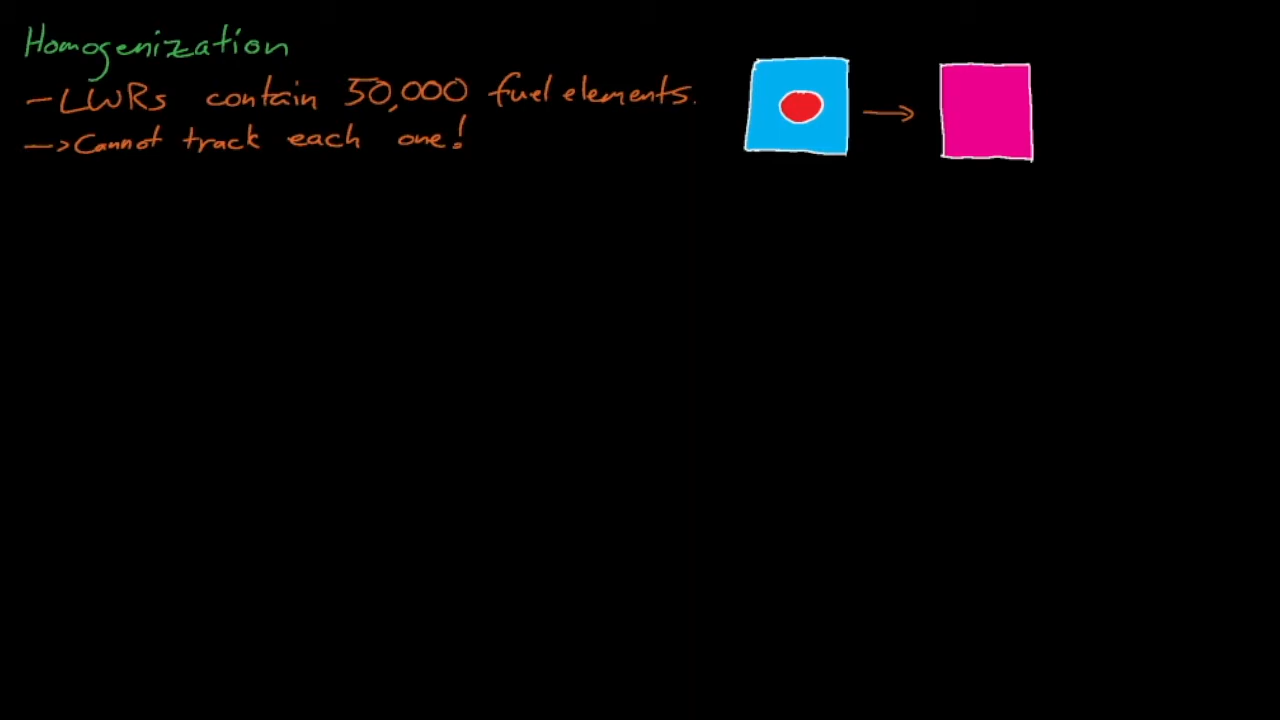 Homogenization
- LWRs contain 50,000 fuel elements.
-> Cannot track each one!